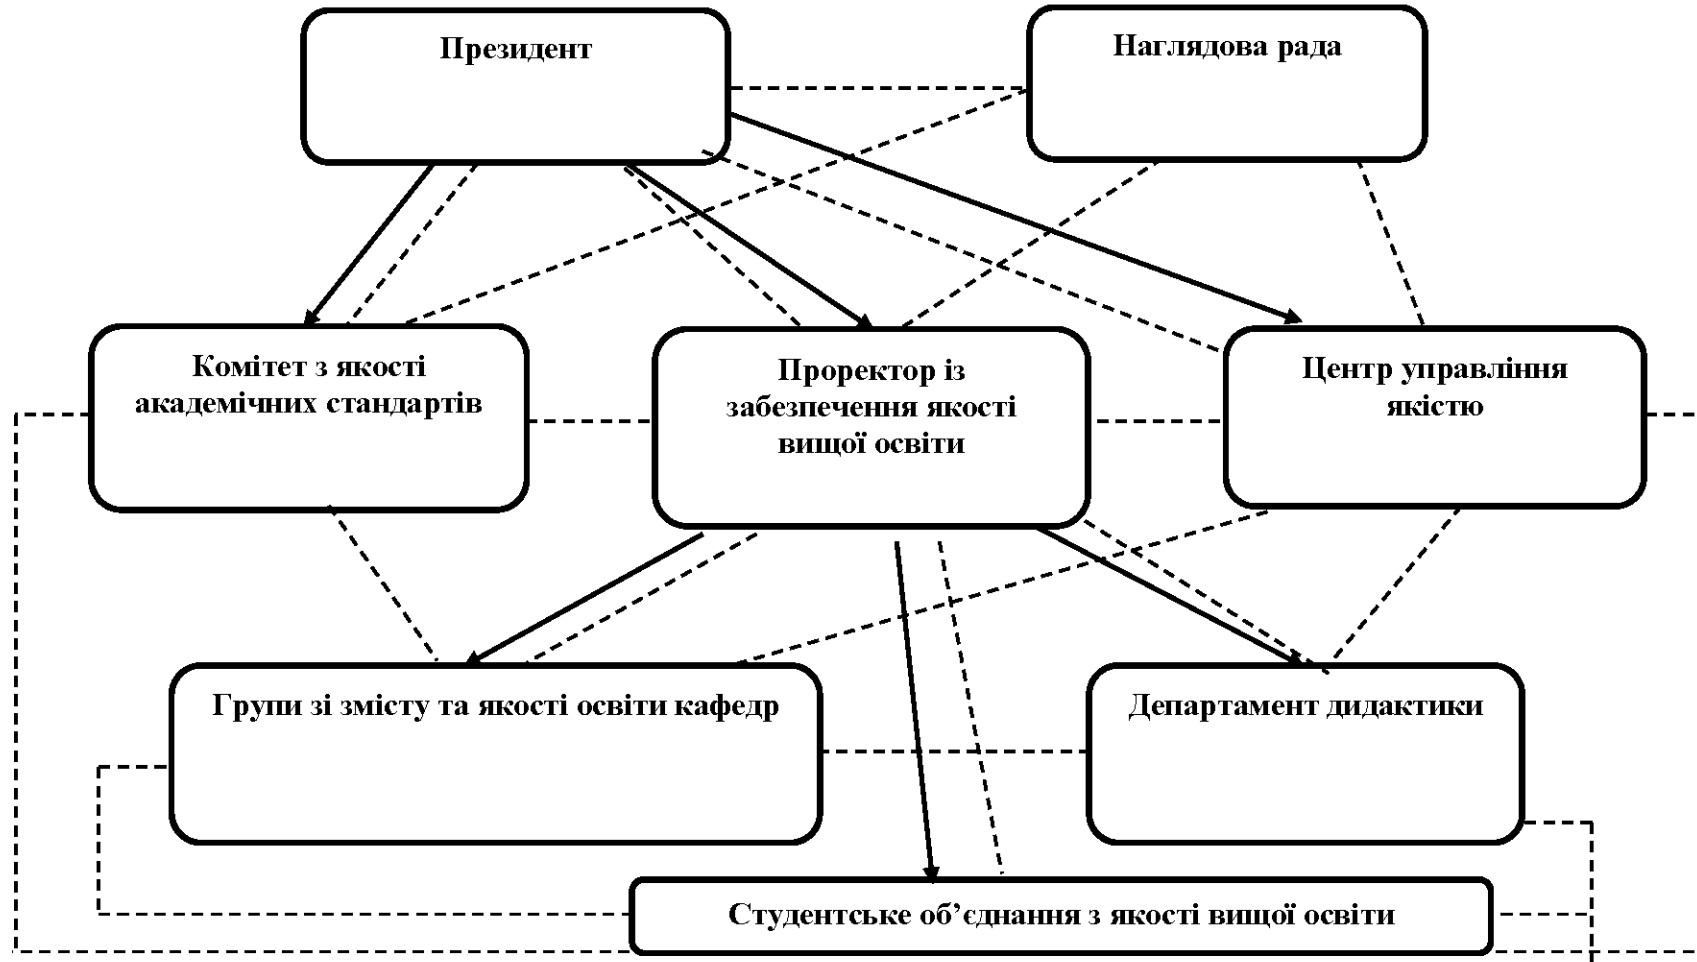 Президент
Наглядова рада
Комітет з якості
академічних стандартів
Проректор із
забезпечення якості
вищої освіти
Центр управління
якістю
Групи зі змісту та якості освіти кафедр
Департамент дидактики
Студентське об’єднання з якості вищої освіти